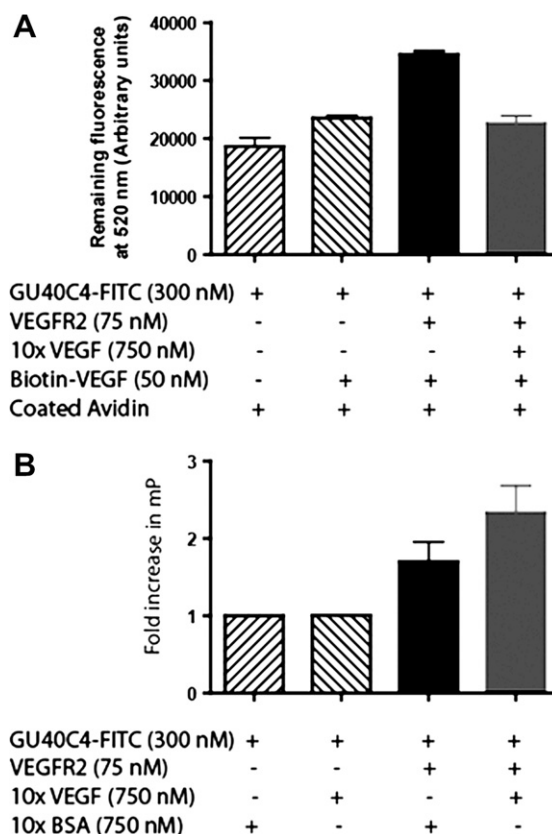 A
Remaining fluorescence
at 520 nm (Arbitrary units)
40000
30000
20000
10000
0
GU40C4-FITC (300 nM) + + + +
VEGFR2 (75 nM) - - + +
10x VEGF (750 nM) - - - +
Biotin-VEGF (50 nM) - + + +
Coated Avidin + + + +
B
Fold increase in mP
3
2
1
0
GU40C4-FITC (300 nM) + + + +
VEGFR2 (75 nM) - - + +
10x VEGF (750 nM) - + - +
10x BSA (750 nM) + - + -